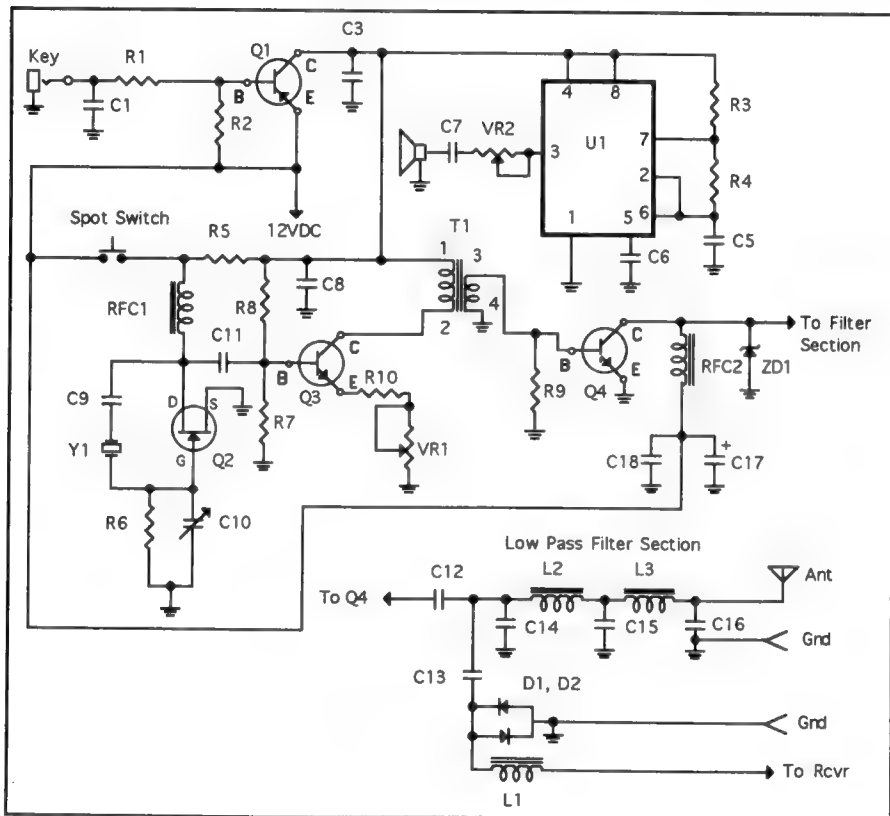 Key
R1
Q1
C
C3
B
E
C1
R2
4
8
R3
C7
VR2
3
U1
7
R4
2
1
5
6
C6
C5
Spot Switch
R5
12VDC
T1
1
3
2
4
RFC1
R8
C8
C11
C
B
E
Q3
R10
VR1
C9
D
S
Y1
G
Q2
R7
R6
C10
R9
B
C
E
Q4
RFC2
ZD1
To Filter
Section
C18
+
C17
Low Pass Filter Section
L2
L3
Ant
C12
To Q4
C14
C15
C16
Gnd
C13
D1, D2
Gnd
To Rcvr
L1